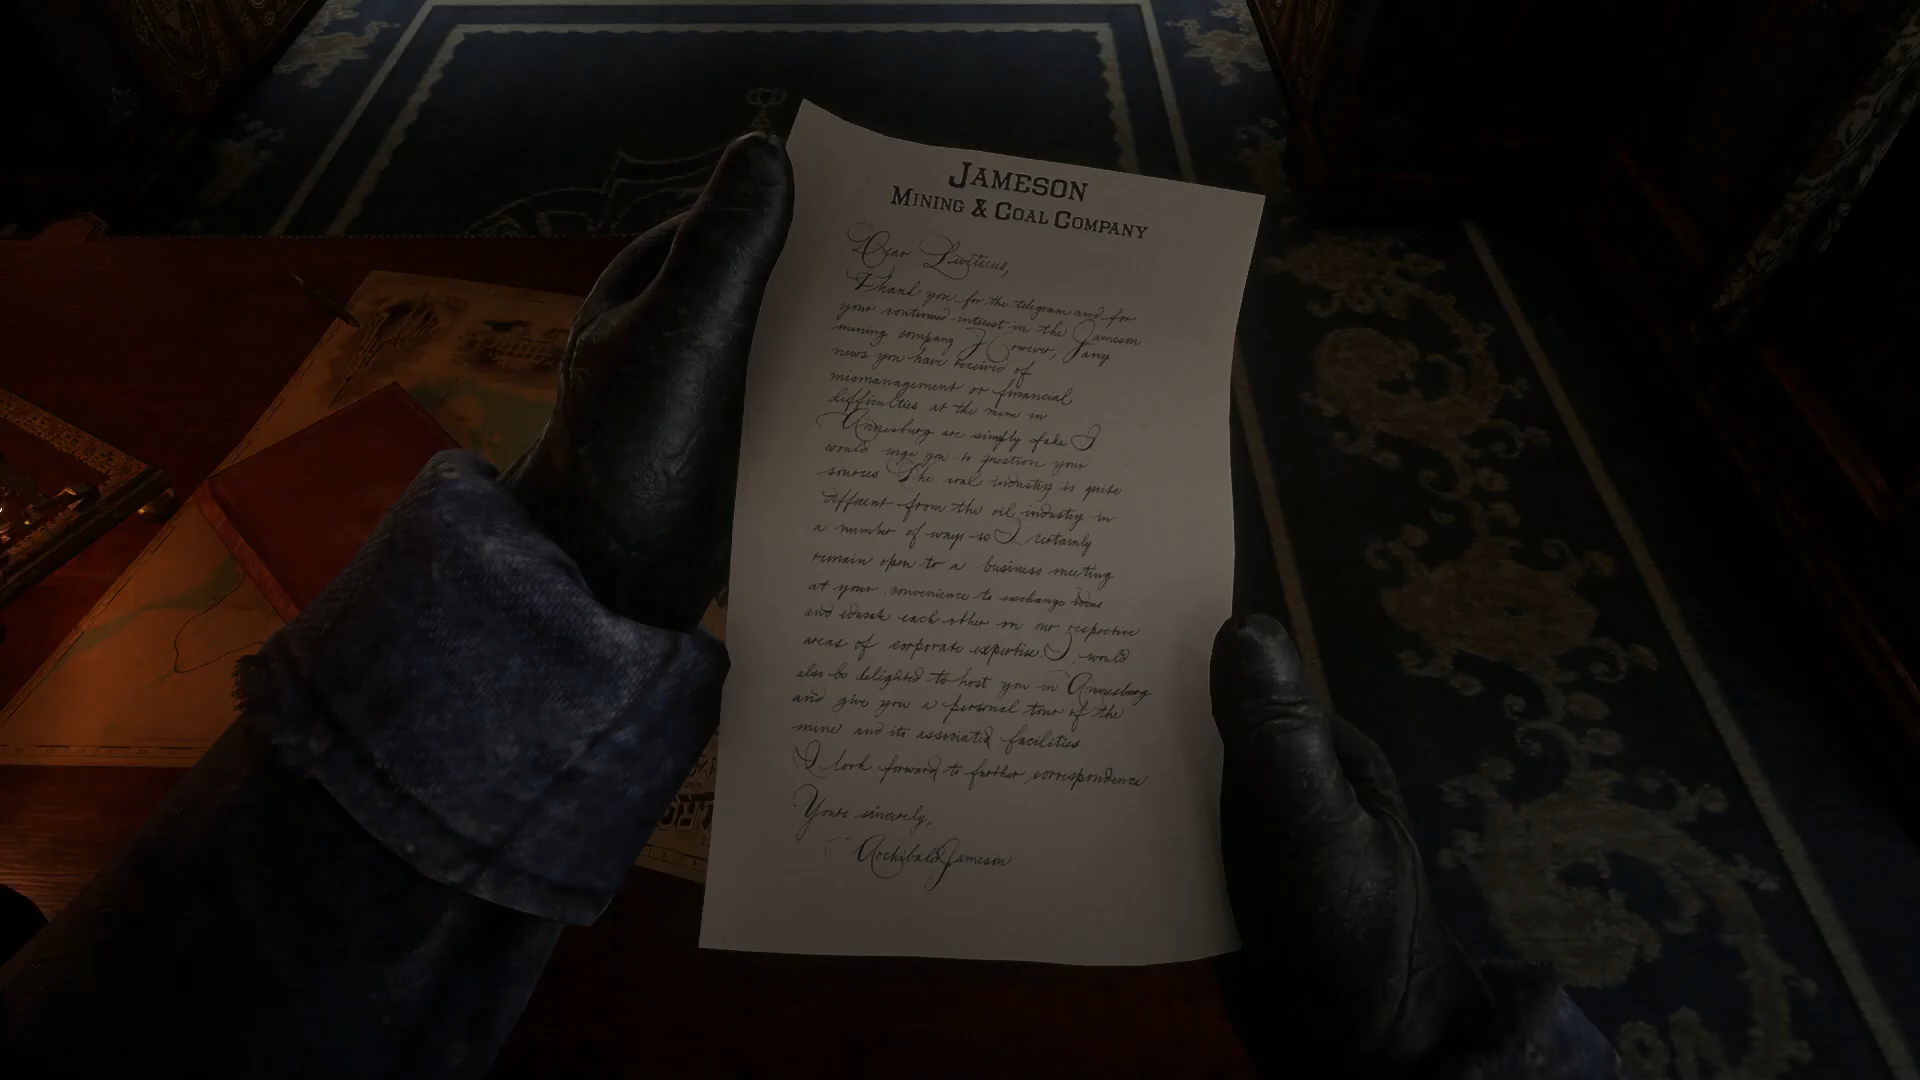 JAMESON
MINING & COAL COMPANY
Dear Leviticus,
Thank you for the telegram and for
your continued interest in the Jameson
mining company However, any
news you have received of
mismanagement or financial
difficulties at the mine in
Annesburg are simply fake I
would urge you to question your
sources The coal industry is quite
different from the oil industry in
a number of ways so I certainly
remain open to a business meeting
at your convenience to exchange ideas
and educate each other on our respective
areas of corporate expertise I would
also be delighted to host you in Annesburg
and give you a personal tour of the
mine and its associated facilities
I look forward to further correspondence
Yours sincerely,
Archibald Jameson